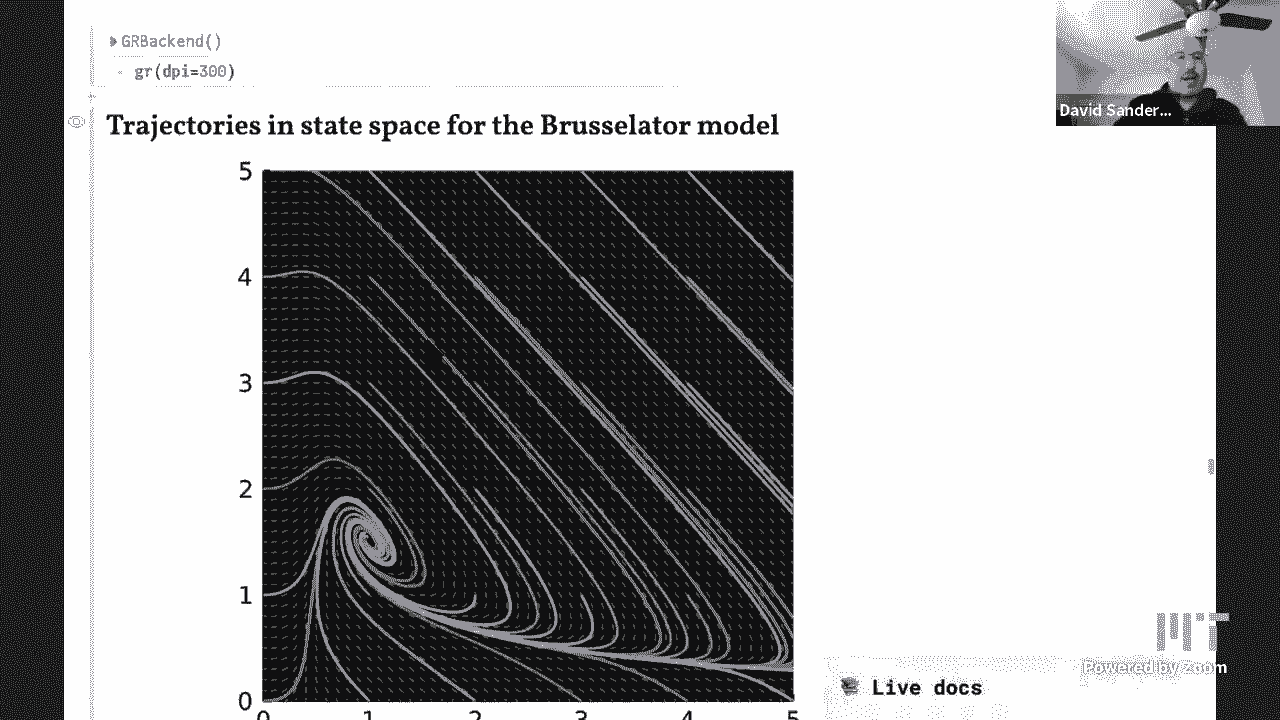 GRBackend()
gr(dpi=300)
David Sander...
Trajectories in state space for the Brusselator model
5
4
3
2
1
0
0 1 2 3 4 5
MIT
Powered by Zoom
Live docs